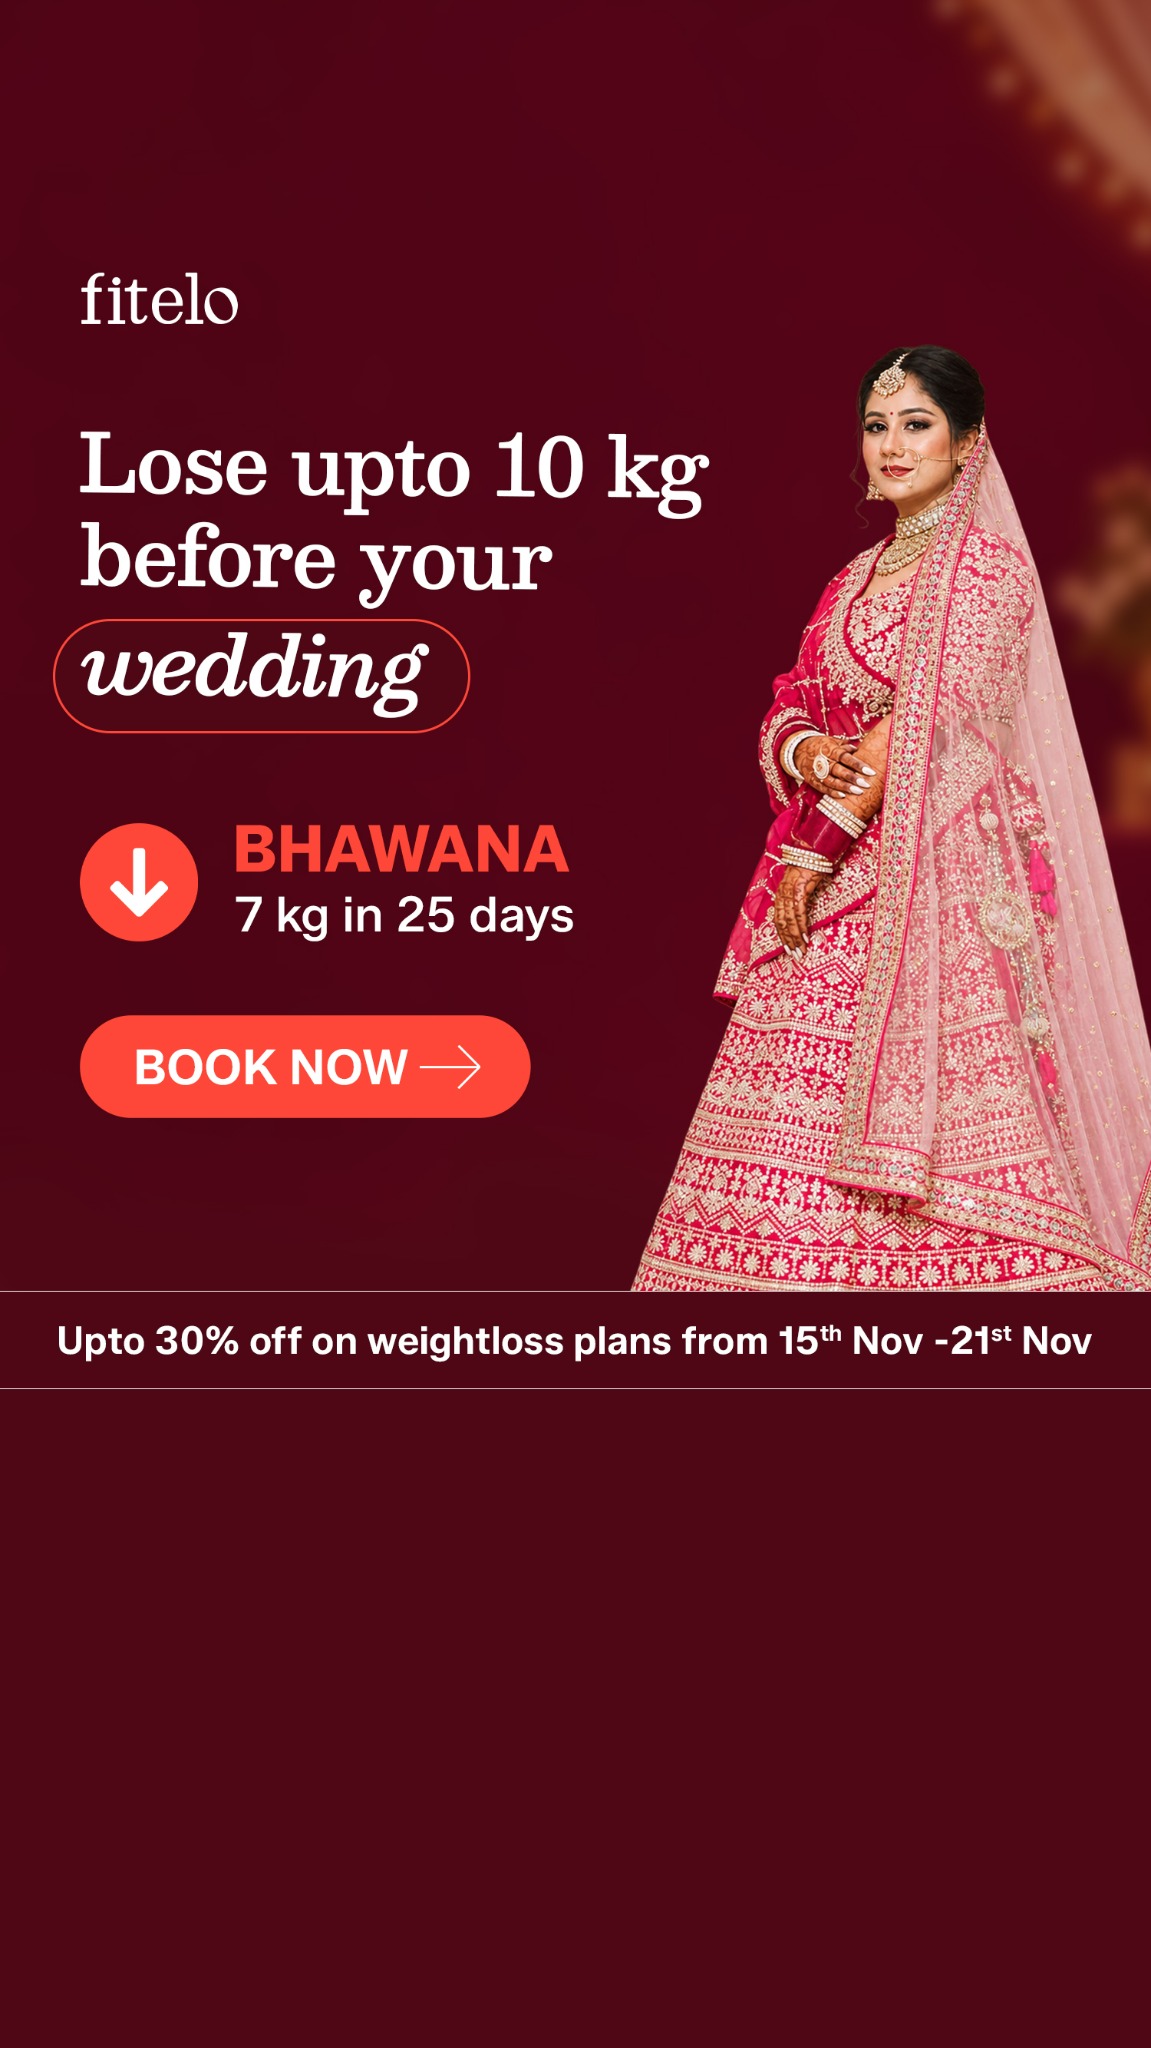 fitelo
Lose upto 10 kg
before your
wedding
BHAWANA
7 kg in 25 days
BOOK NOW
Upto 30% off on weightloss plans from 15th Nov -21st Nov